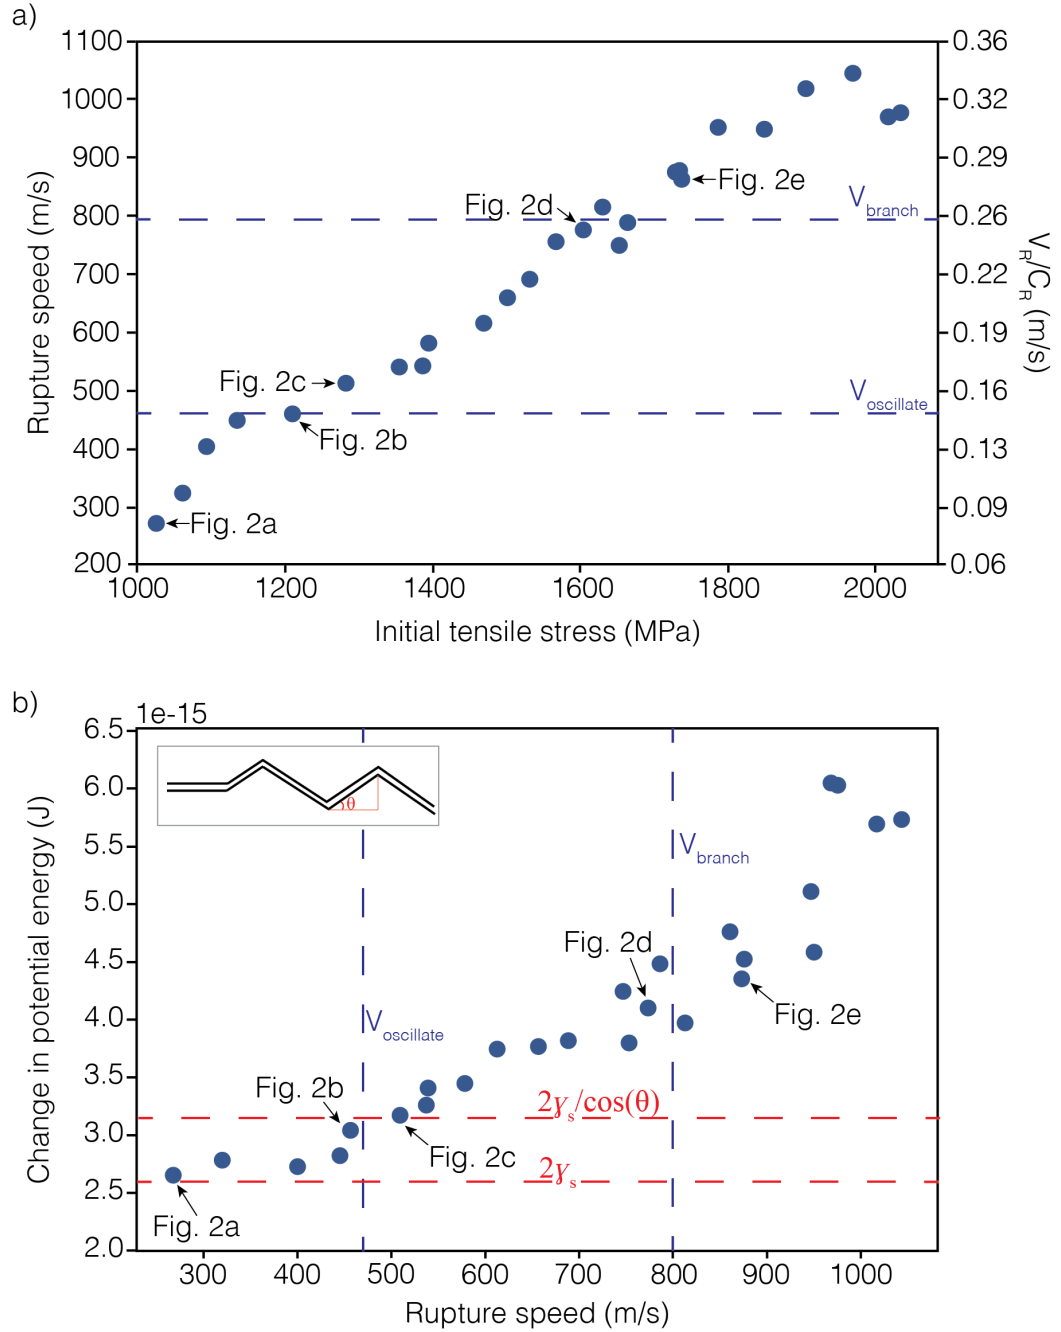 a)
1100
1000
900
800
700
600
500
400
300
200
Rupture speed (m/s)
0.36
0.32
0.29
0.26
0.22
0.19
0.16
0.13
0.09
0.06
V_R/C_R (m/s)
V_branch
V_oscillate
Fig. 2e
Fig. 2d
Fig. 2c
Fig. 2b
Fig. 2a
1000 1200 1400 1600 1800 2000
Initial tensile stress (MPa)
b)
1e-15
6.5
6.0
5.5
5.0
4.5
4.0
3.5
3.0
2.5
2.0
Change in potential energy (J)
θ
V_branch
Fig. 2d
Fig. 2e
V_oscillate
Fig. 2b
2γ_s/cos(θ)
Fig. 2c
2γ_s
Fig. 2a
300 400 500 600 700 800 900 1000
Rupture speed (m/s)